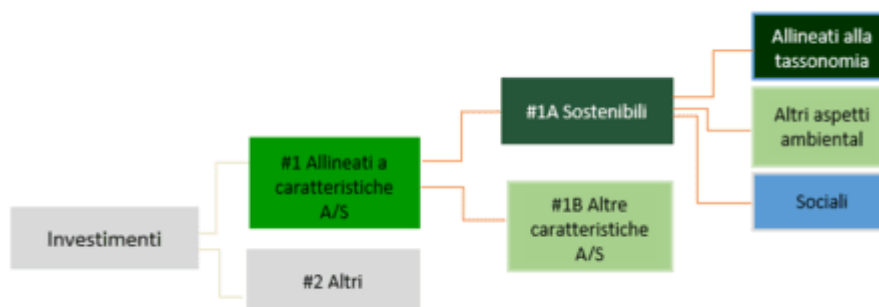 Investimenti
#1 Allineati a
caratteristiche
A/S
#2 Altri
#1A Sostenibili
#1B Altre
caratteristiche
A/S
Allineati alla
tassonomia
Altri aspetti
ambiental
Sociali